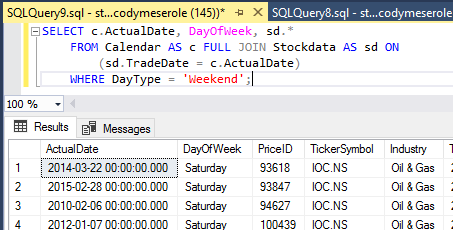 SQLQuery9.sql - st...codymeserole (145))* SQLQuery8.sql - st...codymeserole
SELECT c.ActualDate, DayOfWeek, sd.*
FROM Calendar AS c FULL JOIN Stockdata AS sd ON
(sd.TradeDate = c.ActualDate)
WHERE DayType = 'Weekend';
100 %
Results Messages
ActualDate DayOfWeek PriceID TickerSymbol Industry
1 2014-03-22 00:00:00.000 Saturday 93618 IOC.NS Oil & Gas
2 2015-02-28 00:00:00.000 Saturday 93847 IOC.NS Oil & Gas
3 2010-02-06 00:00:00.000 Saturday 94627 IOC.NS Oil & Gas
4 2012-01-07 00:00:00.000 Saturday 100439 IOC.NS Oil & Gas